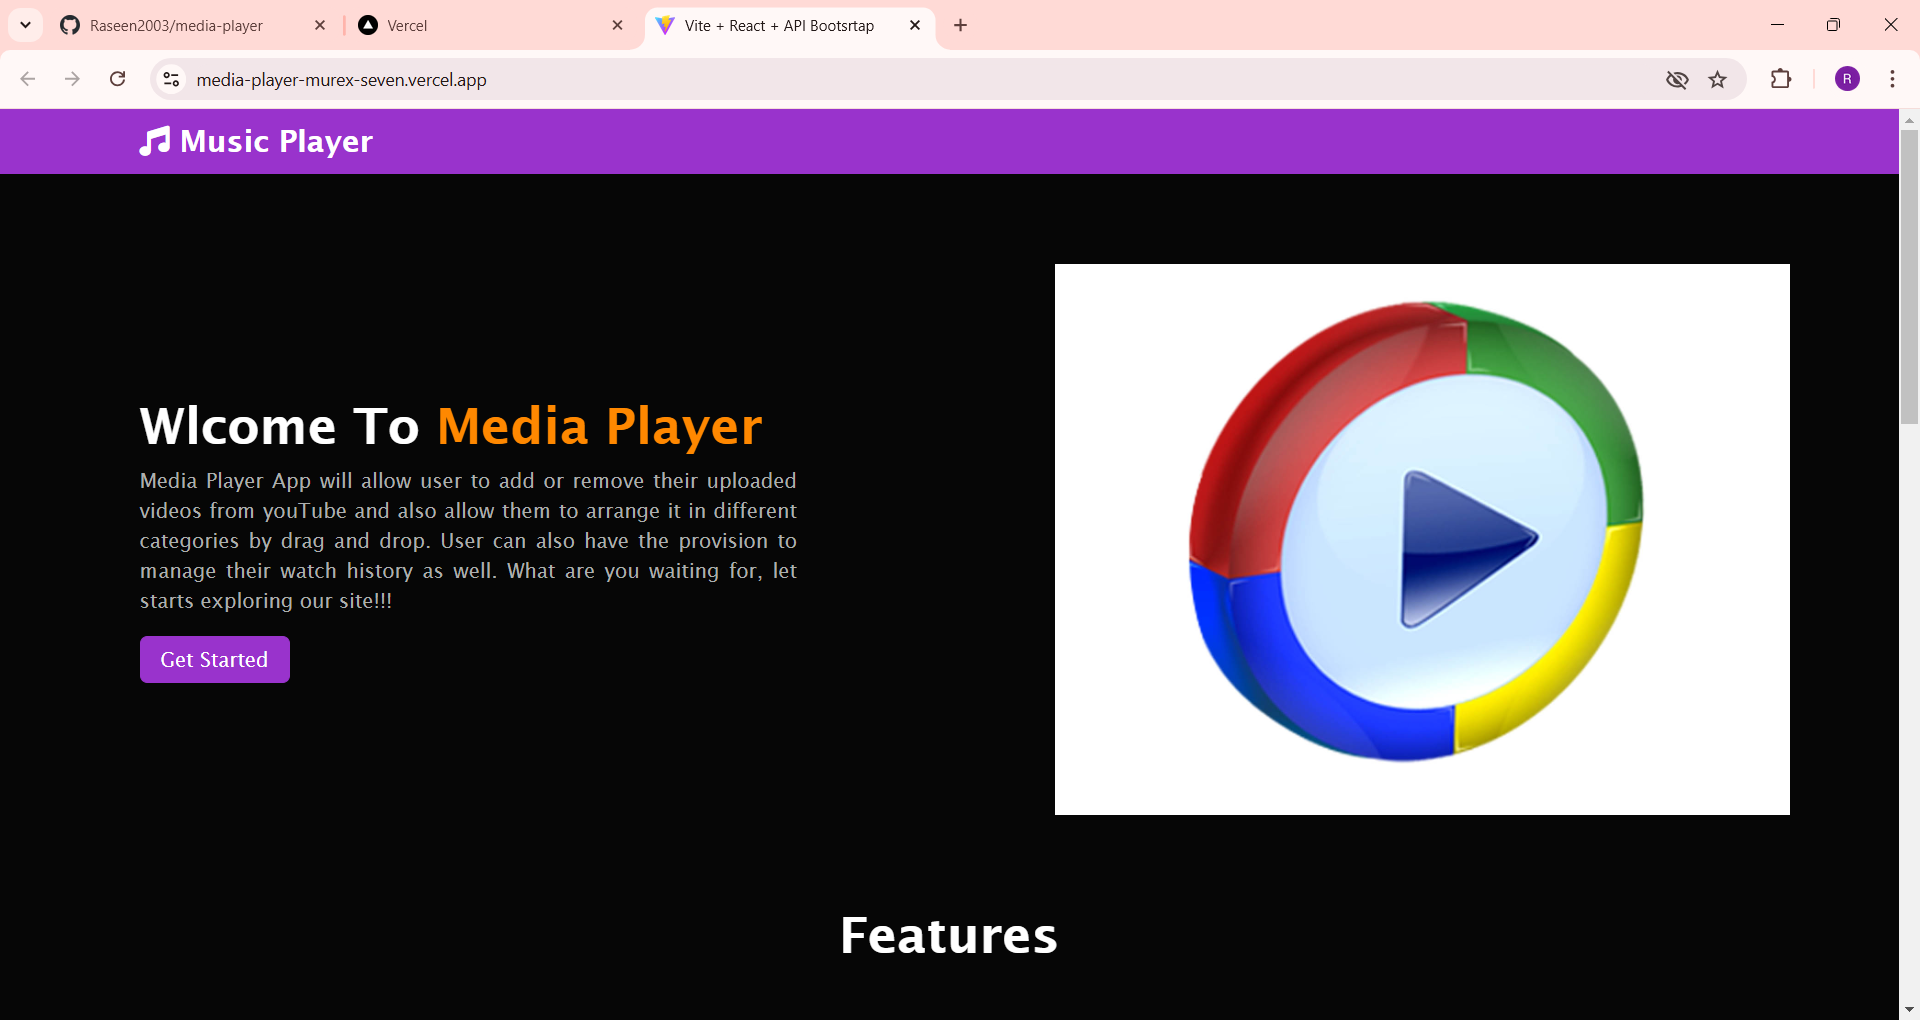 Raseen2003/media-player
Vercel
Vite + React + API Bootsrtap
media-player-murex-seven.vercel.app
R
Music Player
Wlcome To Media Player
Media Player App will allow user to add or remove their uploaded
videos from youTube and also allow them to arrange it in different
categories by drag and drop. User can also have the provision to
manage their watch history as well. What are you waiting for, let
starts exploring our site!!!
Get Started
Features